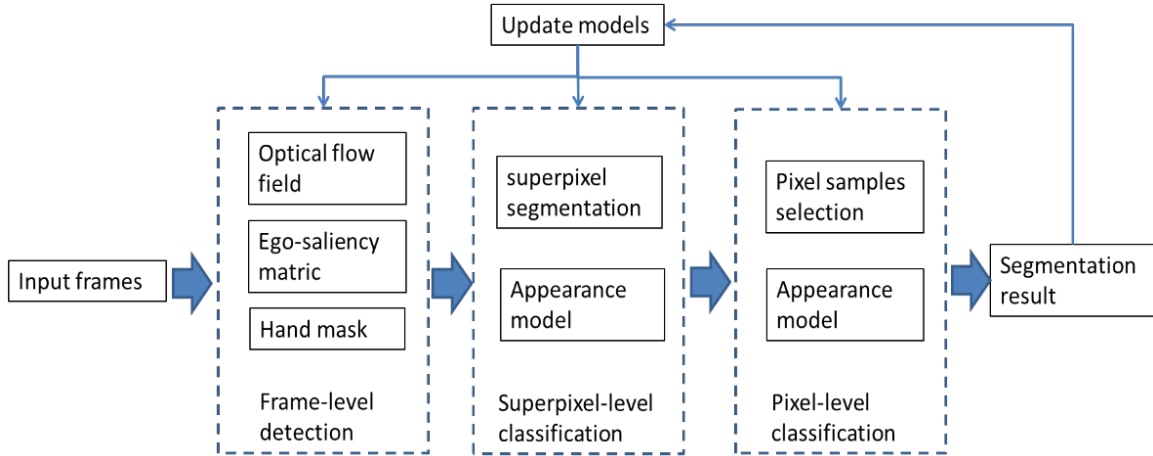 Update models
Input frames
Optical flow
field
Ego-saliency
matric
Hand mask
Frame-level
detection
superpixel
segmentation
Appearance
model
Superpixel-level
classification
Pixel samples
selection
Appearance
model
Pixel-level
classification
Segmentation
result